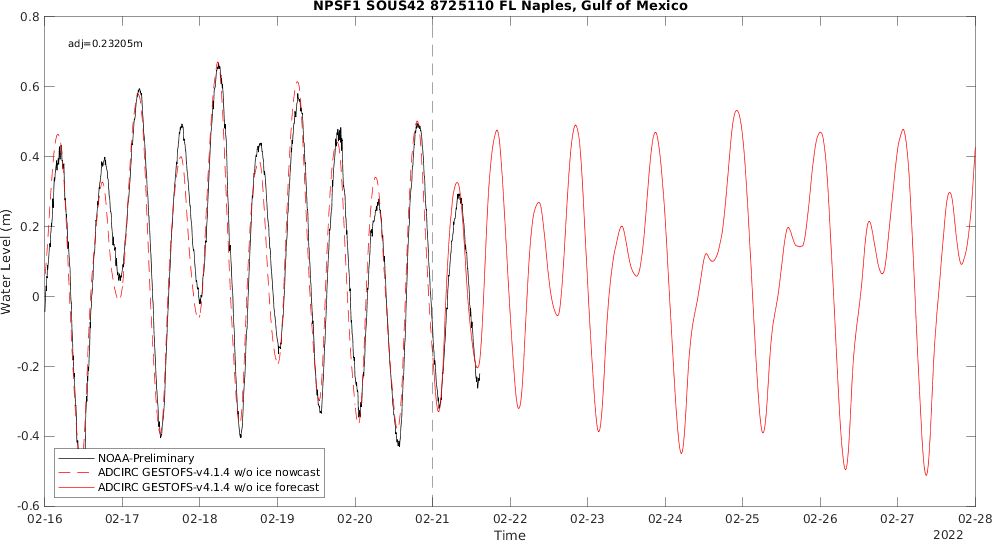 NPSF1 SOUS42 8725110 FL Naples, Gulf of Mexico
adj=0.23205m
Water Level (m)
0.8
0.6
0.4
0.2
0
-0.2
-0.4
-0.6
NOAA-Preliminary
ADCIRC GESTOFS-v4.1.4 w/o ice nowcast
ADCIRC GESTOFS-v4.1.4 w/o ice forecast
02-16 02-17 02-18 02-19 02-20 02-21 02-22 02-23 02-24 02-25 02-26 02-27 02-28
Time
2022